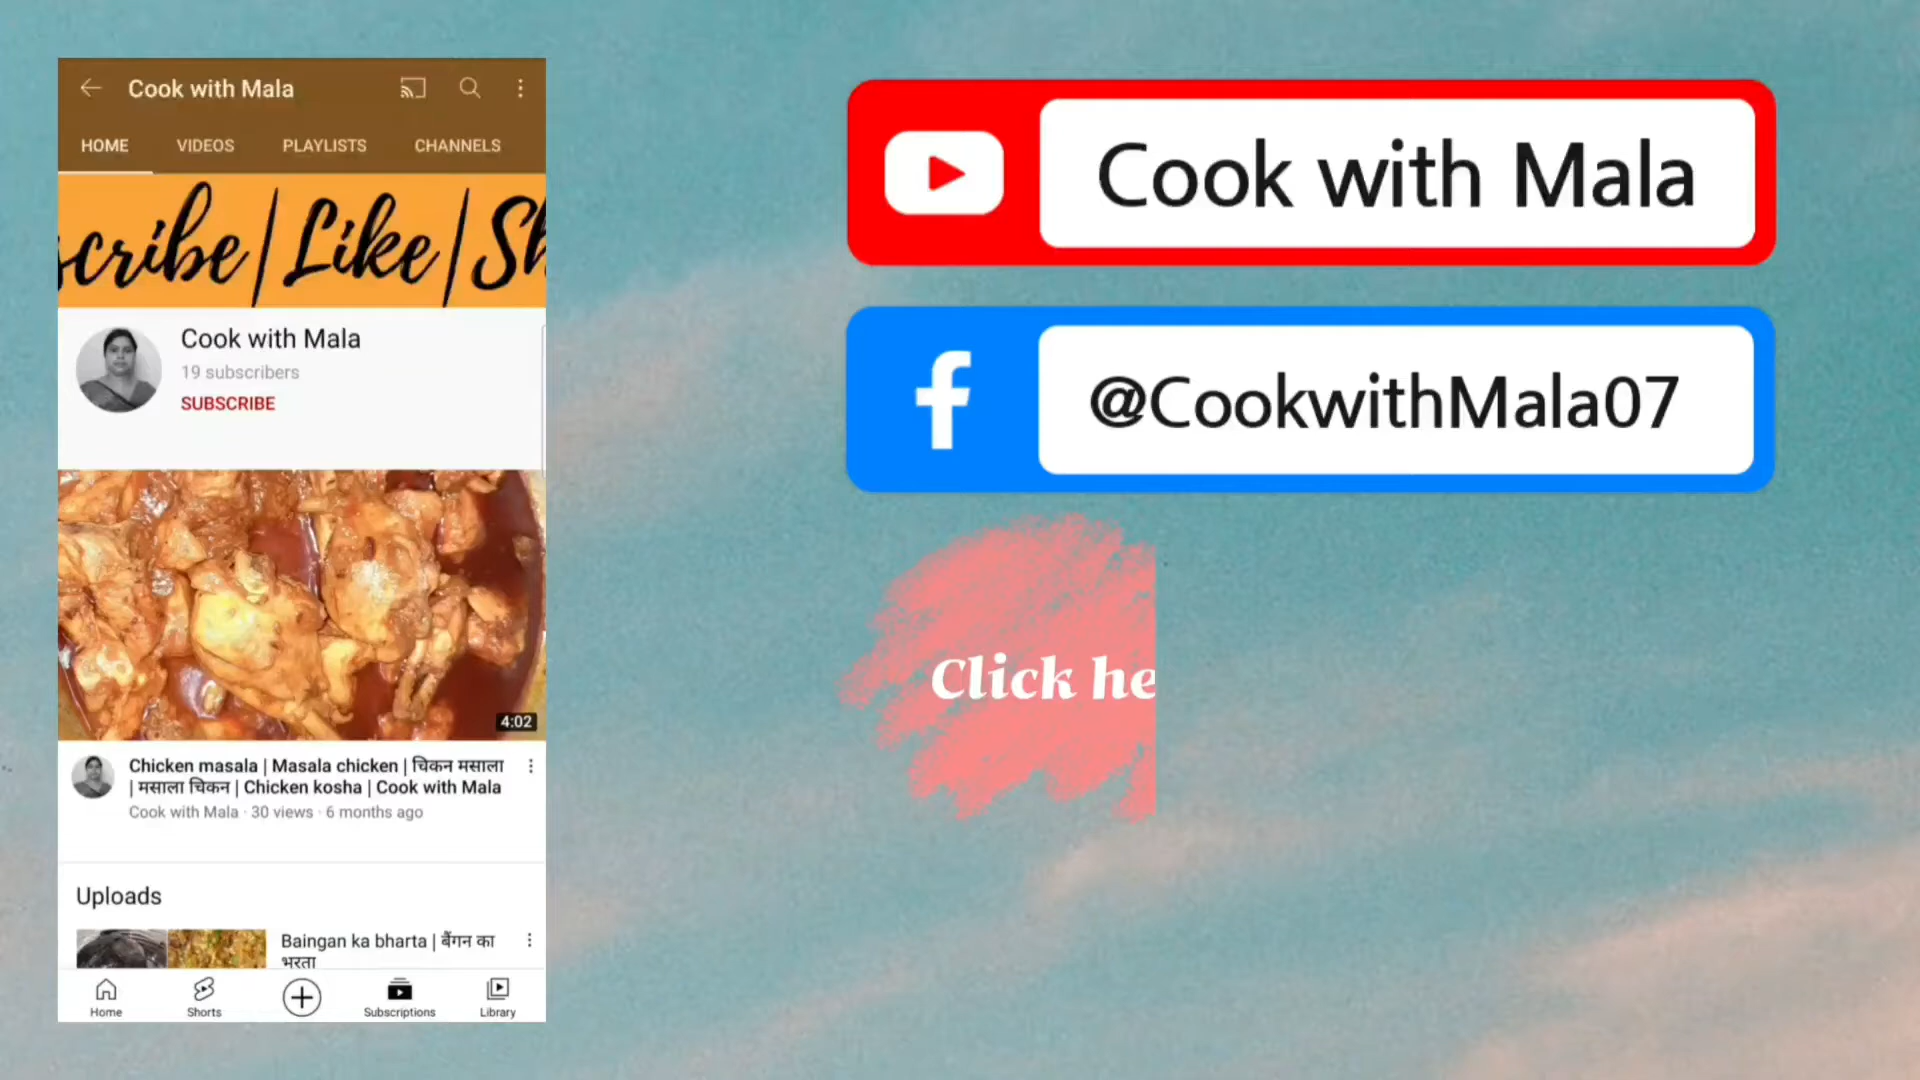 Cook with Mala
HOME VIDEOS PLAYLISTS CHANNELS
scribe | Like | Sh
Cook with Mala
19 subscribers
SUBSCRIBE
4:02
Chicken masala | Masala chicken | चिकन मसाला
| मसाला चिकन | Chicken kosha | Cook with Mala
Cook with Mala · 30 views · 6 months ago
Uploads
Baingan ka bharta | बैंगन का
भरता
Home Shorts Subscriptions Library
Cook with Mala
@CookwithMala07
Click he